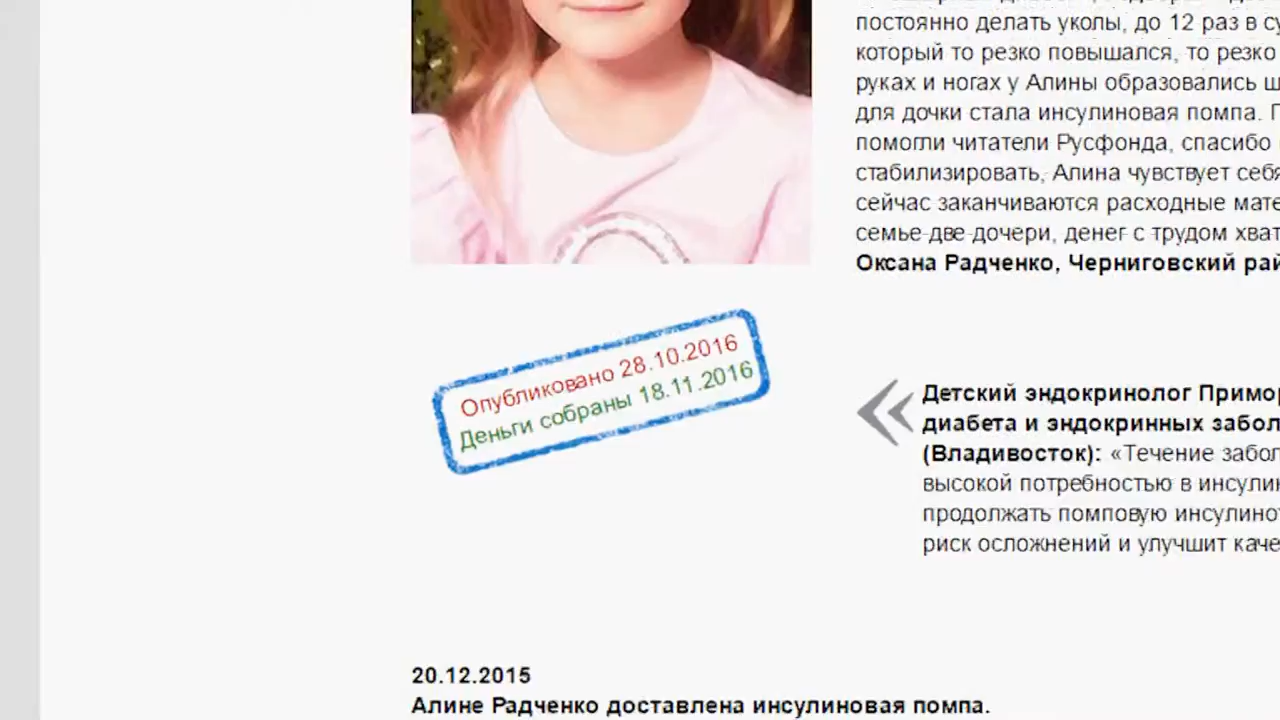 постоянно делать уколы, до 12 раз в су
который то резко повышался, то резко
руках и ногах у Алины образовались ш
для дочки стала инсулиновая помпа. П
помогли читатели Русфонда, спасибо
стабилизировать, Алина чувствует себя
сейчас заканчиваются расходные мате
семье две дочери, денег с трудом хват
Оксана Радченко, Черниговский рай
Опубликовано 28.10.2016
Деньги собраны 18.11.2016
Детский эндокринолог Примор
диабета и эндокринных забол
(Владивосток): «Течение забол
высокой потребностью в инсулин
продолжать помповую инсулинот
риск осложнений и улучшит каче
20.12.2015
Алине Радченко доставлена инсулиновая помпа.